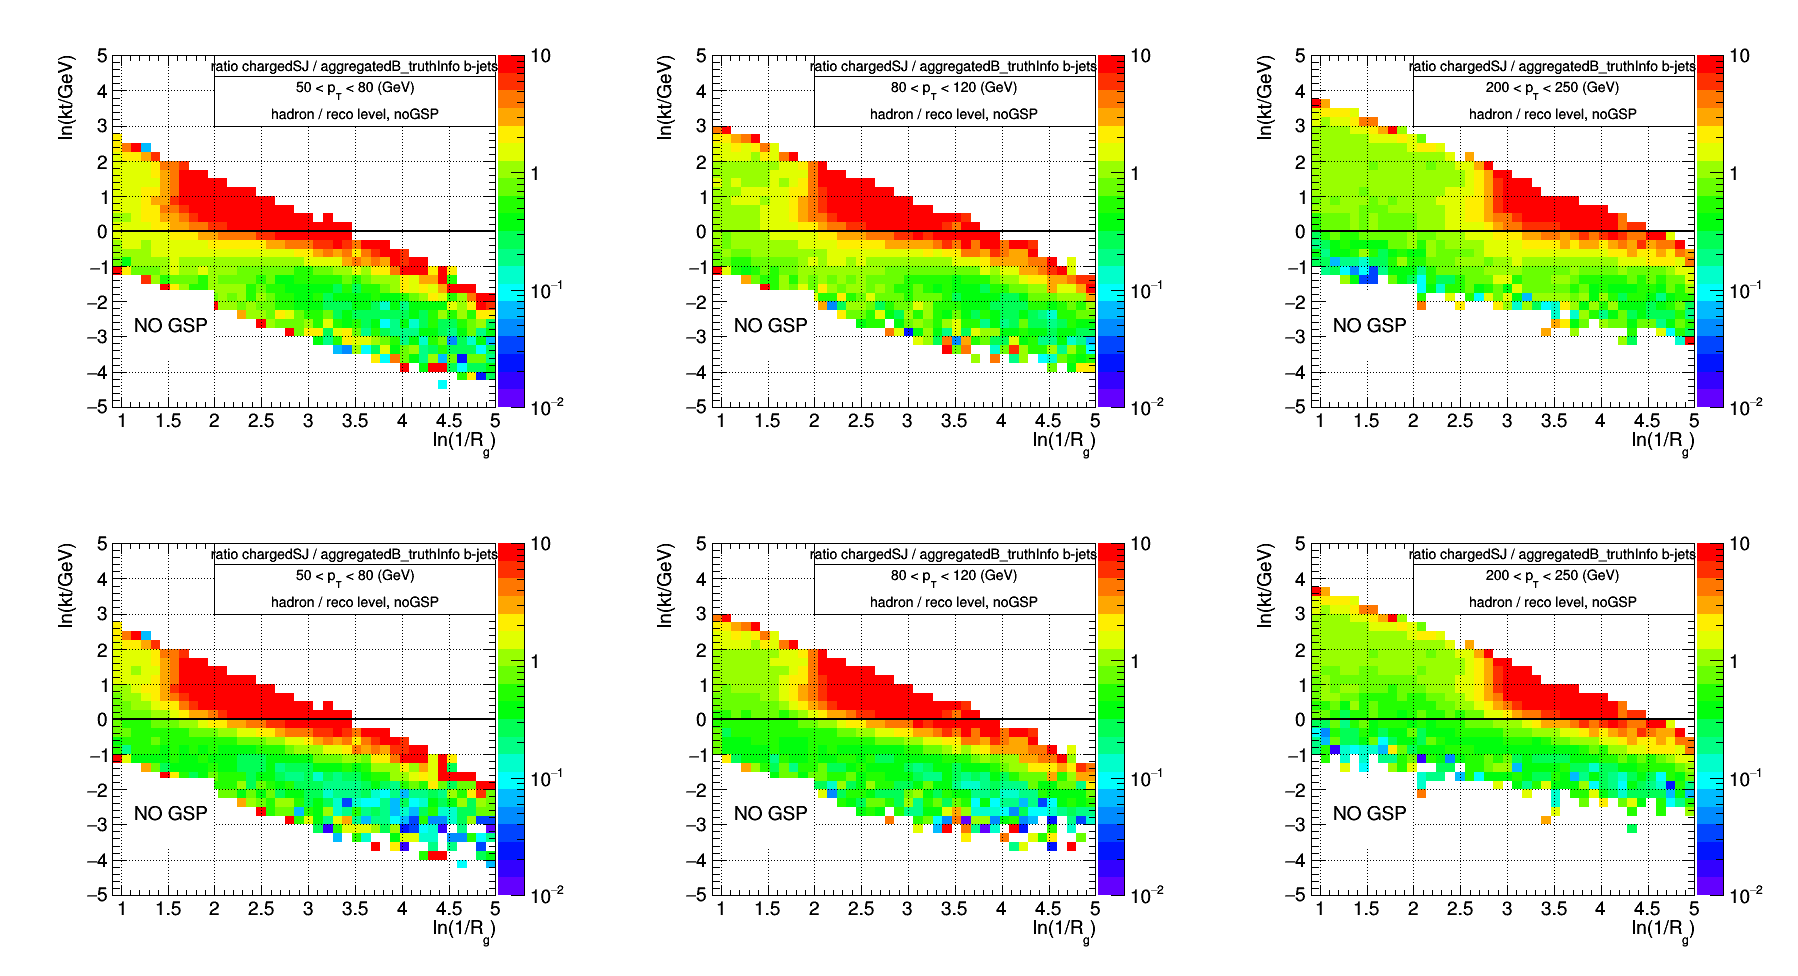 ln(kt/GeV)
ratio chargedSJ / aggregatedB_truthInfo b-jets
50 < p_T < 80 (GeV)
hadron / reco level, noGSP
5
4
3
2
1
0
−1
−2
−3
−4
−5
NO GSP
1 1.5 2 2.5 3 3.5 4 4.5 5
ln(1/R_g)
10
1
10⁻¹
10⁻²
ln(kt/GeV)
ratio chargedSJ / aggregatedB_truthInfo b-jets
80 < p_T < 120 (GeV)
hadron / reco level, noGSP
5
4
3
2
1
0
−1
−2
−3
−4
−5
NO GSP
1 1.5 2 2.5 3 3.5 4 4.5 5
ln(1/R_g)
10
1
10⁻¹
10⁻²
ln(kt/GeV)
ratio chargedSJ / aggregatedB_truthInfo b-jets
200 < p_T < 250 (GeV)
hadron / reco level, noGSP
5
4
3
2
1
0
−1
−2
−3
−4
−5
NO GSP
1 1.5 2 2.5 3 3.5 4 4.5 5
ln(1/R_g)
10
1
10⁻¹
10⁻²
ln(kt/GeV)
ratio chargedSJ / aggregatedB_truthInfo b-jets
50 < p_T < 80 (GeV)
hadron / reco level, noGSP
5
4
3
2
1
0
−1
−2
−3
−4
−5
NO GSP
1 1.5 2 2.5 3 3.5 4 4.5 5
ln(1/R_g)
10
1
10⁻¹
10⁻²
ln(kt/GeV)
ratio chargedSJ / aggregatedB_truthInfo b-jets
80 < p_T < 120 (GeV)
hadron / reco level, noGSP
5
4
3
2
1
0
−1
−2
−3
−4
−5
NO GSP
1 1.5 2 2.5 3 3.5 4 4.5 5
ln(1/R_g)
10
1
10⁻¹
10⁻²
ln(kt/GeV)
ratio chargedSJ / aggregatedB_truthInfo b-jets
200 < p_T < 250 (GeV)
hadron / reco level, noGSP
5
4
3
2
1
0
−1
−2
−3
−4
−5
NO GSP
1 1.5 2 2.5 3 3.5 4 4.5 5
ln(1/R_g)
10
1
10⁻¹
10⁻²